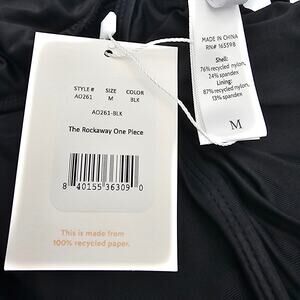 STYLE # SIZE COLOR
AO261 M BLK
AO261-BLK
The Rockaway One Piece
8 40155 36309 0
This is made from
100% recycled paper.
MADE IN CHINA
RN# 163598
Shell:
76% recycled nylon,
24% spandex
Lining:
87% recycled nylon,
13% spandex
M